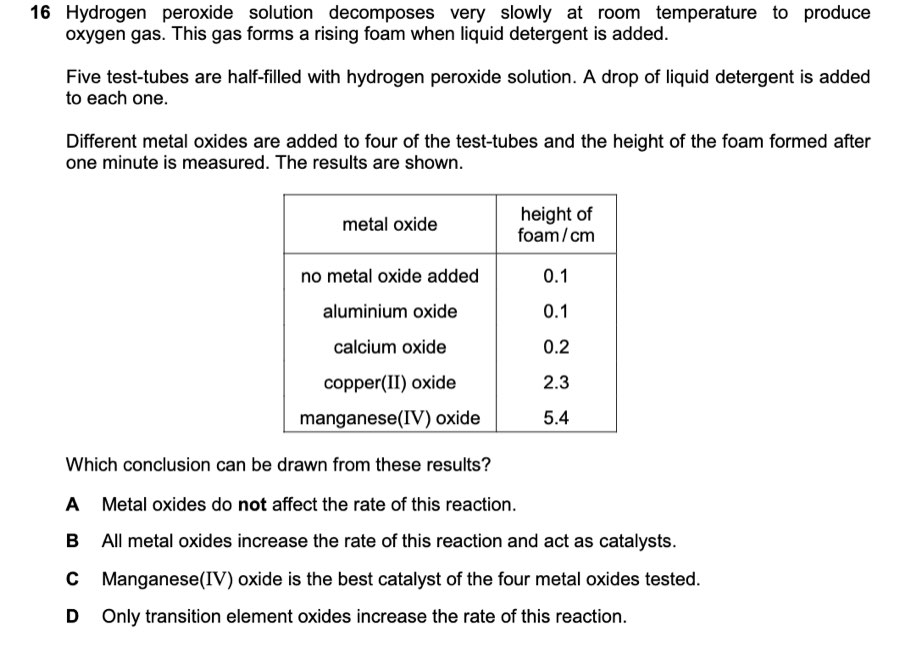 16 Hydrogen peroxide solution decomposes very slowly at room temperature to produce
oxygen gas. This gas forms a rising foam when liquid detergent is added.
Five test-tubes are half-filled with hydrogen peroxide solution. A drop of liquid detergent is added
to each one.
Different metal oxides are added to four of the test-tubes and the height of the foam formed after
one minute is measured. The results are shown.
metal oxide height of
foam/cm
no metal oxide added 0.1
aluminium oxide 0.1
calcium oxide 0.2
copper(II) oxide 2.3
manganese(IV) oxide 5.4
Which conclusion can be drawn from these results?
A Metal oxides do not affect the rate of this reaction.
B All metal oxides increase the rate of this reaction and act as catalysts.
C Manganese(IV) oxide is the best catalyst of the four metal oxides tested.
D Only transition element oxides increase the rate of this reaction.